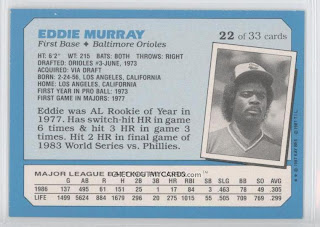 EDDIE MURRAY
First Base ◆ Baltimore Orioles
22 of 33 cards
HT: 6'2" WT: 215 BATS: BOTH THROWS: RIGHT
DRAFTED: ORIOLES #3-JUNE, 1973
ACQUIRED: VIA DRAFT
BORN: 2-24-56, LOS ANGELES, CALIFORNIA
HOME: LOS ANGELES, CALIFORNIA
FIRST YEAR IN PRO BALL: 1973
FIRST GAME IN MAJORS: 1977
Eddie was AL Rookie of Year in
1977. Has switch-hit HR in game
6 times & hit 3 HR in game 3
times. Hit 2 HR in final game of
1983 World Series vs. Phillies.
MAJOR LEAGUE BATTING RECORD
G AB R H 2B 3B HR RBI SB SLG BB SO AVG
1986 137 495 61 151 25 1 17 84 3 .463 78 49 .305
LIFE 1499 5624 884 1679 296 20 275 1015 55 .505 709 769 .299